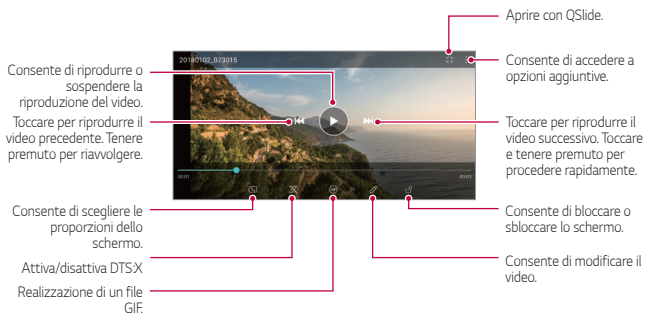 Aprire con QSlide.
20180102_073015
Consente di riprodurre o
sospendere la
riproduzione del video.
Consente di accedere a
opzioni aggiuntive.
Toccare per riprodurre il
video precedente. Tenere
premuto per riavvolgere.
Toccare per riprodurre il
video successivo. Toccare
e tenere premuto per
procedere rapidamente.
00:01
00:03
Consente di scegliere le
proporzioni dello
schermo.
Consente di bloccare o
sbloccare lo schermo.
Attiva/disattiva DTS:X
Consente di modificare il
video.
Realizzazione di un file
GIF.